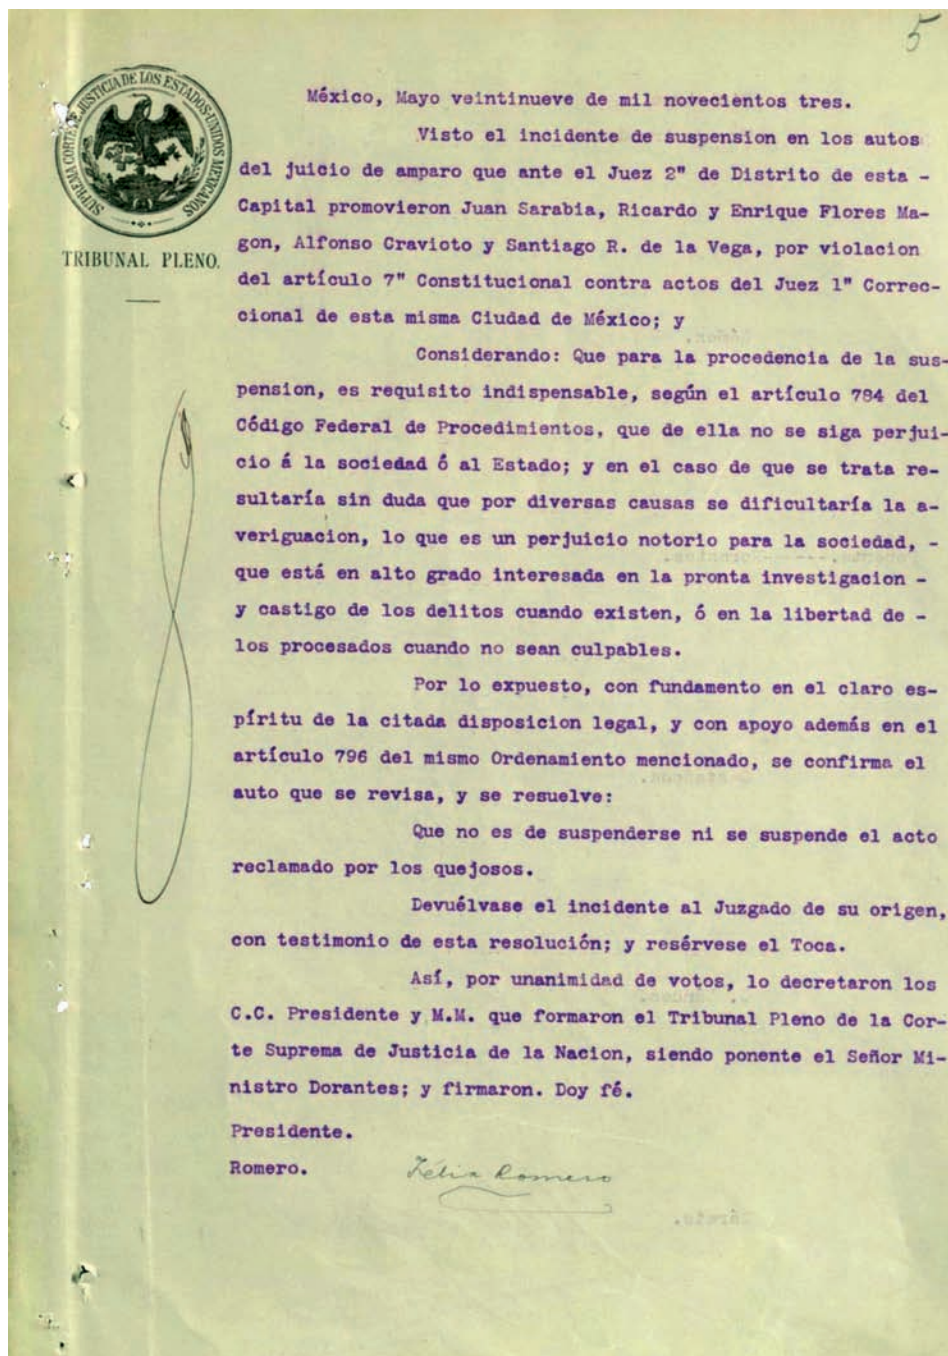 5
SUPREMA CORTE DE JUSTICIA DE LOS ESTADOS-UNIDOS MEXICANOS
TRIBUNAL PLENO.
México, Mayo veintinueve de mil novecientos tres.
Visto el incidente de suspension en los autos
del juicio de amparo que ante el Juez 2" de Distrito de esta -
Capital promovieron Juan Sarabia, Ricardo y Enrique Flores Ma-
gon, Alfonso Cravioto y Santiago R. de la Vega, por violacion
del artículo 7" Constitucional contra actos del Juez 1" Correc-
cional de esta misma Ciudad de México; y
Considerando: Que para la procedencia de la sus-
pension, es requisito indispensable, según el artículo 784 del
Código Federal de Procedimientos, que de ella no se siga perjui-
cio á la sociedad ó al Estado; y en el caso de que se trata re-
sultaría sin duda que por diversas causas se dificultaría la a-
veriguacion, lo que es un perjuicio notorio para la sociedad, -
que está en alto grado interesada en la pronta investigacion -
y castigo de los delitos cuando existen, ó en la libertad de -
los procesados cuando no sean culpables.
Por lo expuesto, con fundamento en el claro es-
píritu de la citada disposicion legal, y con apoyo además en el
artículo 796 del mismo Ordenamiento mencionado, se confirma el
auto que se revisa, y se resuelve:
Que no es de suspenderse ni se suspende el acto
reclamado por los quejosos.
Devuélvase el incidente al Juzgado de su origen,
con testimonio de esta resolución; y resérvese el Toca.
Así, por unanimidad de votos, lo decretaron los
C.C. Presidente y M.M. que formaron el Tribunal Pleno de la Cor-
te Suprema de Justicia de la Nacion, siendo ponente el Señor Mi-
nistro Dorantes; y firmaron. Doy fé.
Presidente.
Romero. Félix Romero